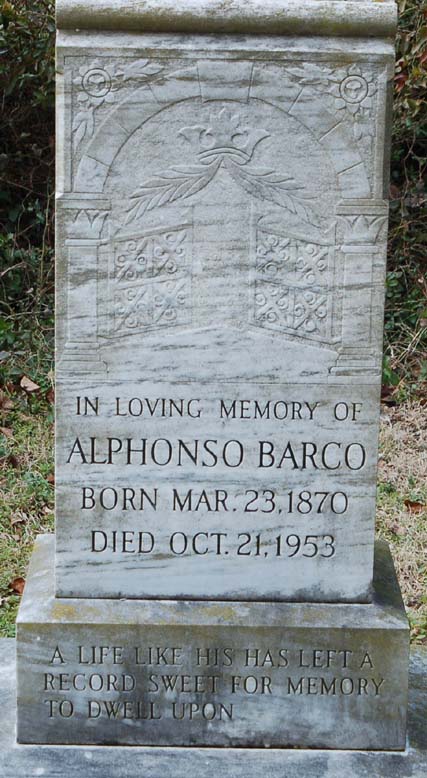 IN LOVING MEMORY OF
ALPHONSO BARCO
BORN MAR. 23, 1870
DIED OCT. 21, 1953
A LIFE LIKE HIS HAS LEFT A
RECORD SWEET FOR MEMORY
TO DWELL UPON